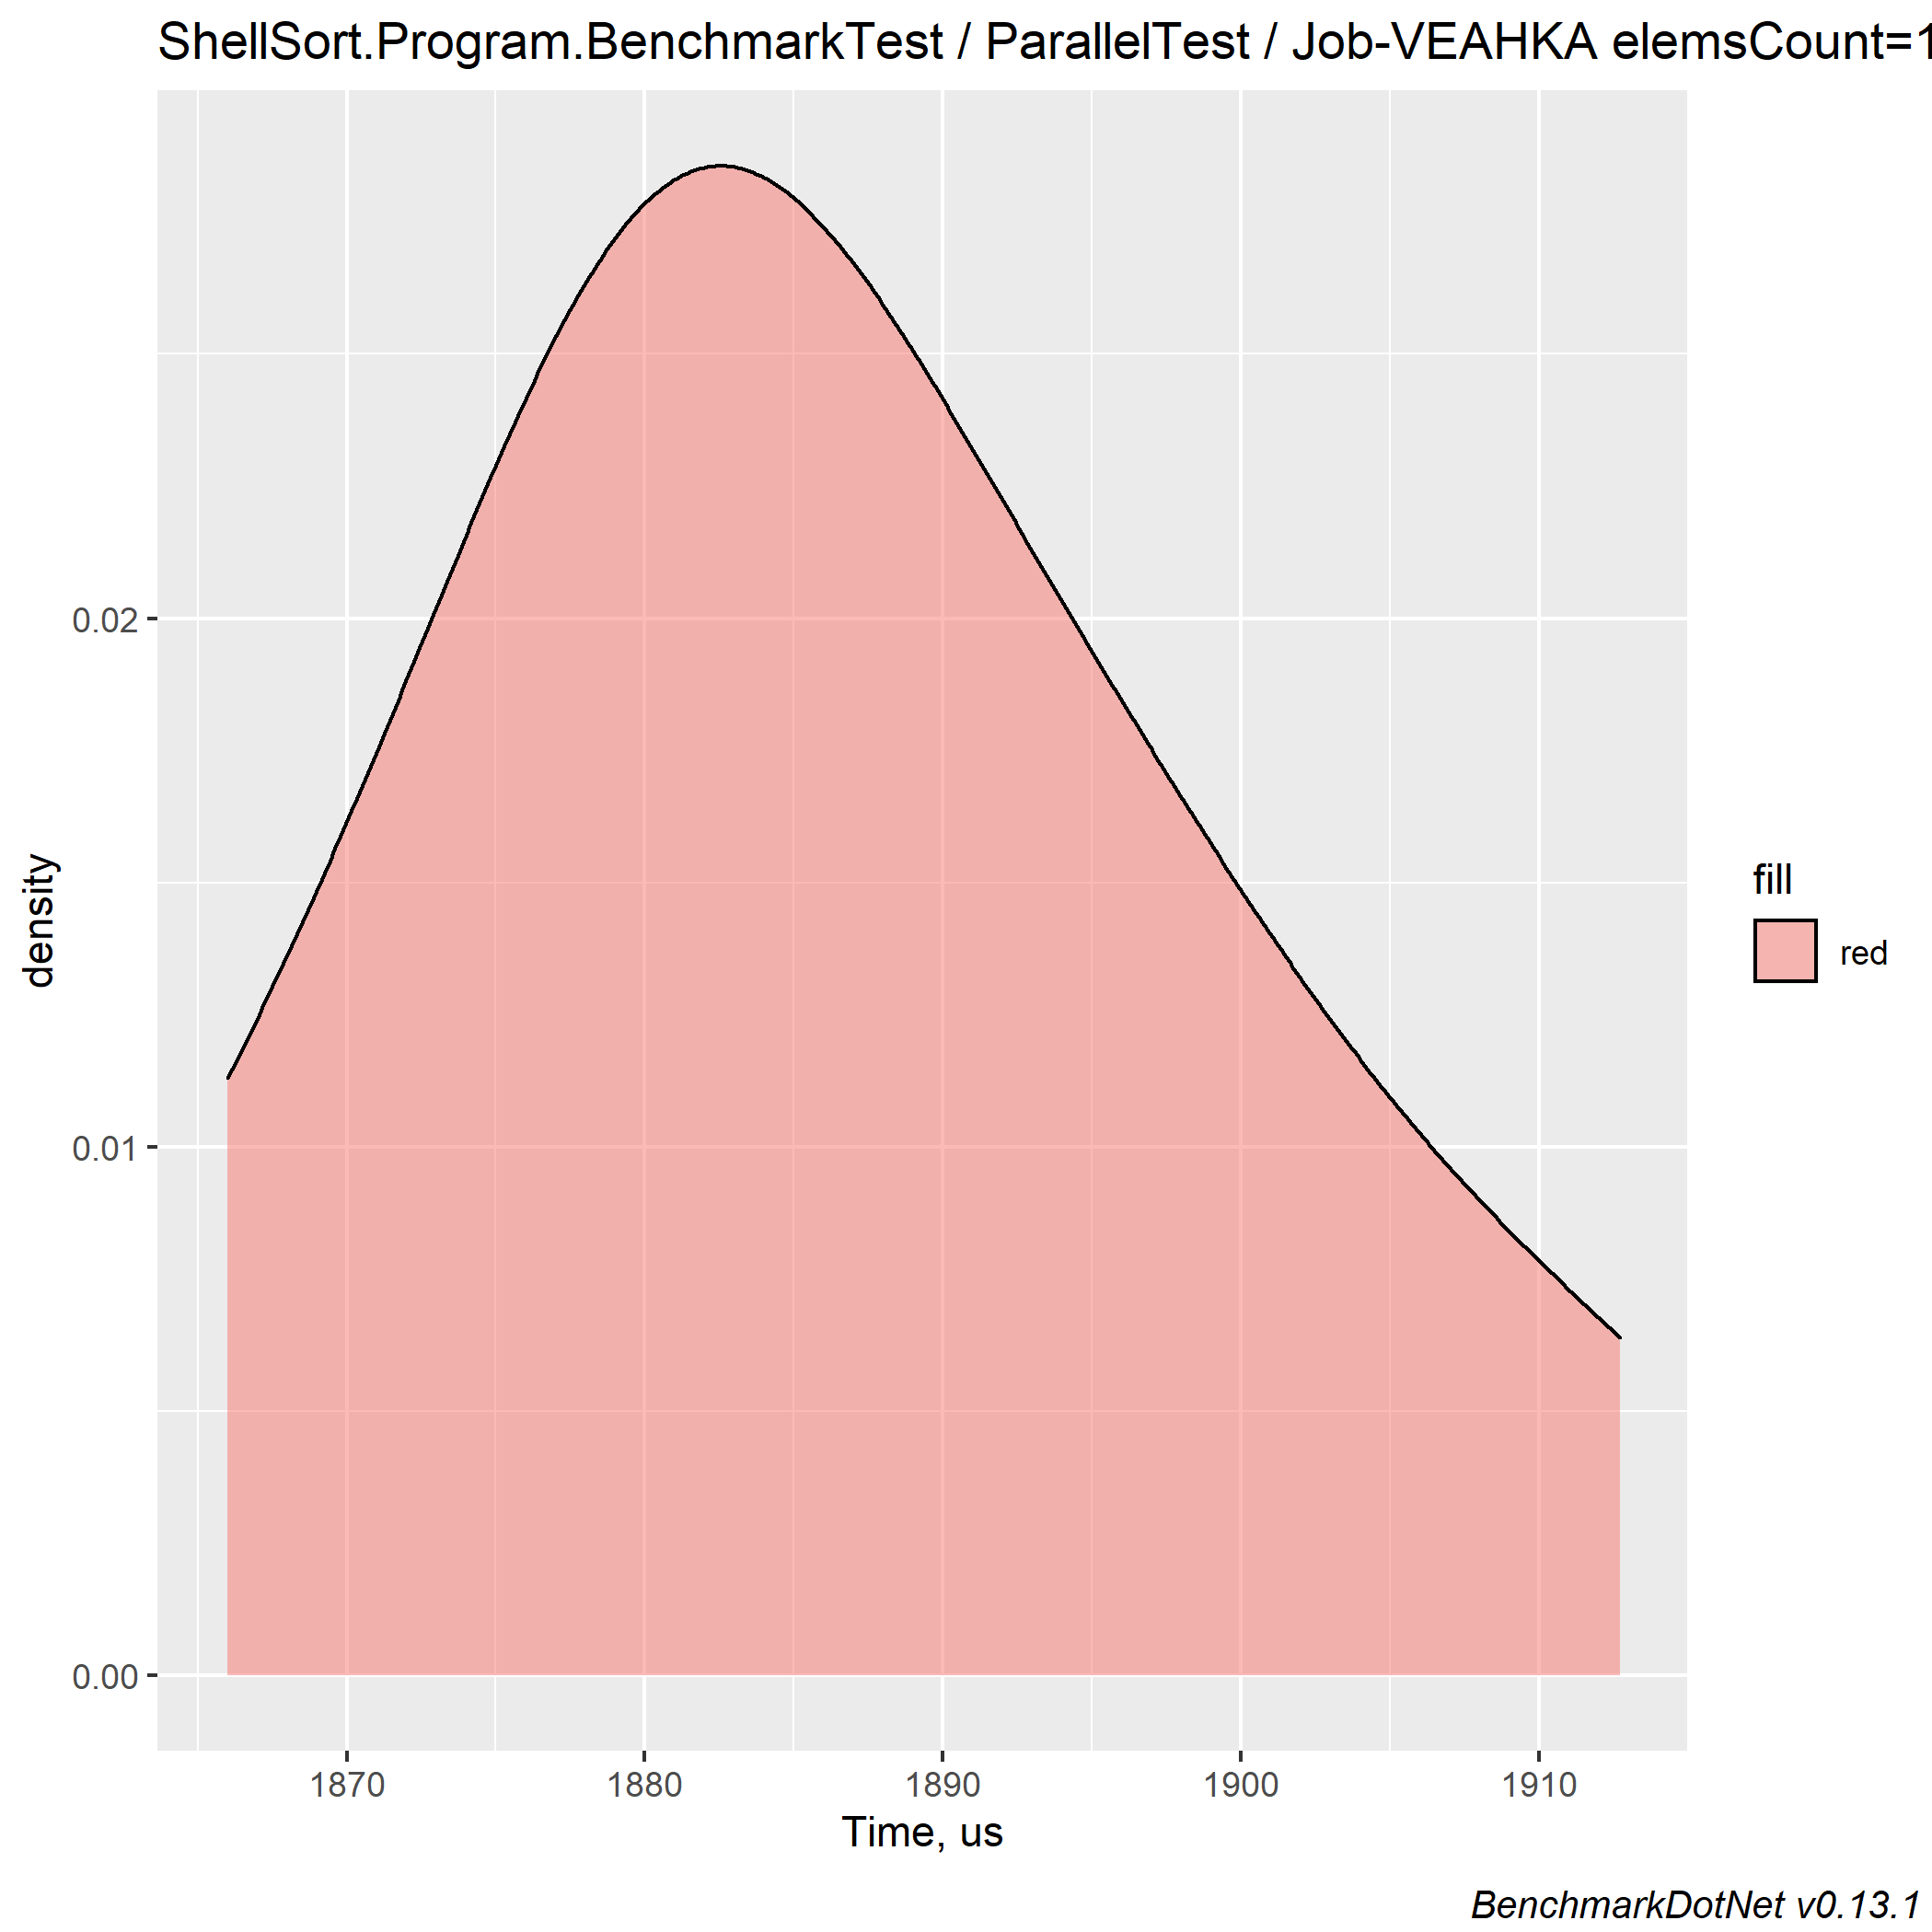 ShellSort.Program.BenchmarkTest / ParallelTest / Job-VEAHKA elemsCount=1
density
0.02
0.01
0.00
1870 1880 1890 1900 1910
Time, us
fill
red
BenchmarkDotNet v0.13.1